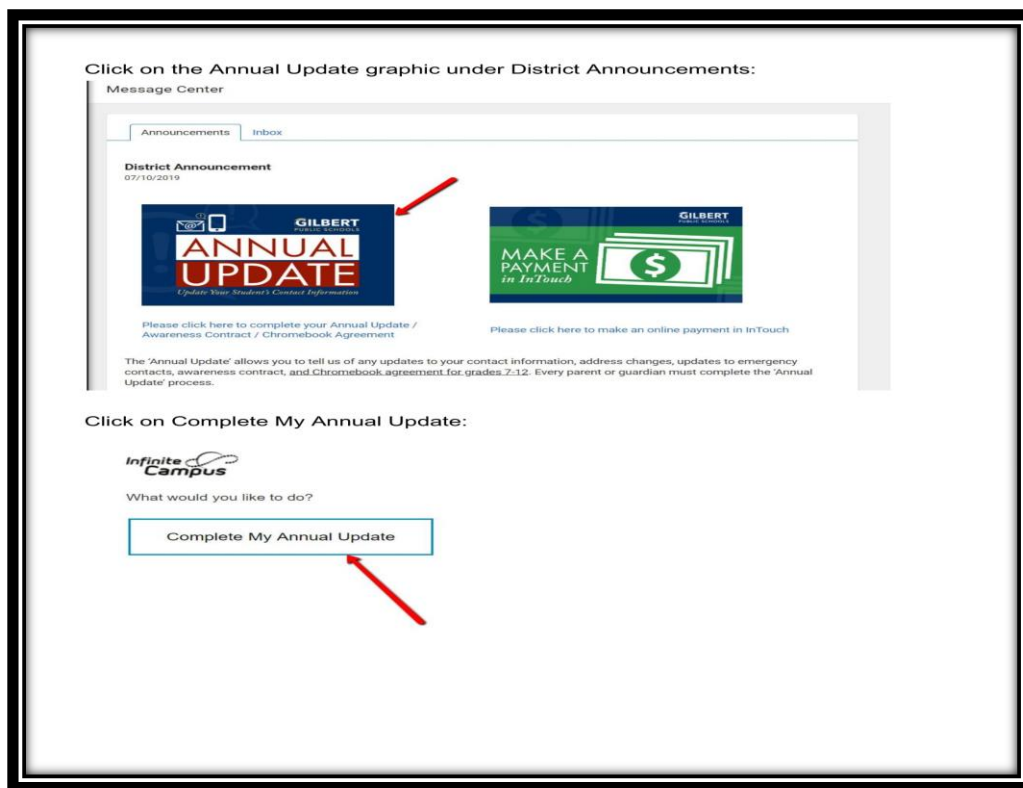 Click on the Annual Update graphic under District Announcements:
Message Center
Announcements Inbox
District Announcement
07/10/2019
GILBERT
PUBLIC SCHOOLS
ANNUAL
UPDATE
Update Your Student's Contact Information
GILBERT
PUBLIC SCHOOLS
MAKE A
PAYMENT
in InTouch
Please click here to complete your Annual Update /
Awareness Contract / Chromebook Agreement
Please click here to make an online payment in InTouch
The 'Annual Update' allows you to tell us of any updates to your contact information, address changes, updates to emergency
contacts, awareness contract, and Chromebook agreement for grades 7-12. Every parent or guardian must complete the 'Annual
Update' process.
Click on Complete My Annual Update:
Infinite
Campus
What would you like to do?
Complete My Annual Update